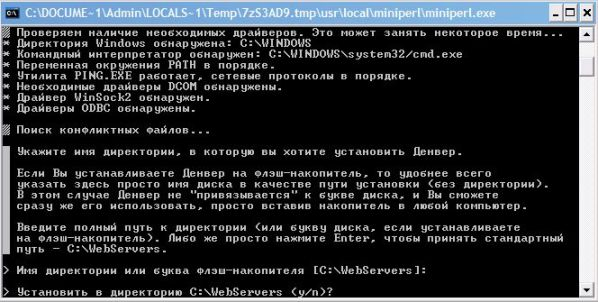 C:\DOCUME~1\Admin\LOCALS~1\Temp\7zS3AD9.tmp\usr\local\miniperl\miniperl.exe
Проверяем наличие необходимых драйверов. Это может занять некоторое время...
* Директория Windows обнаружена: C:\WINDOWS
* Командный интерпретатор обнаружен: C:\WINDOWS\system32/cmd.exe
* Переменная окружения PATH в порядке.
* Утилита PING.EXE работает, сетевые протоколы в порядке.
* Необходимые драйверы DCOM обнаружены.
* Драйвер WinSock2 обнаружен.
* Драйверы ODBC обнаружены.
Поиск конфликтных файлов...
Укажите имя директории, в которую вы хотите установить Денвер.
Если Вы устанавливаете Денвер на флэш-накопитель, то удобнее всего
указать здесь просто имя диска в качестве пути установки (без директории).
В этом случае Денвер не "привязывается" к букве диска, и Вы сможете
сразу же его использовать, просто вставив накопитель в любой компьютер.
Введите полный путь к директории (или букву диска, если устанавливаете
на флэш-накопитель). Либо же просто нажмите Enter, чтобы принять стандартный
путь - C:\WebServers.
> Имя директории или буква флэш-накопителя [C:\WebServers]:
> Установить в директорию C:\WebServers (y/n)?